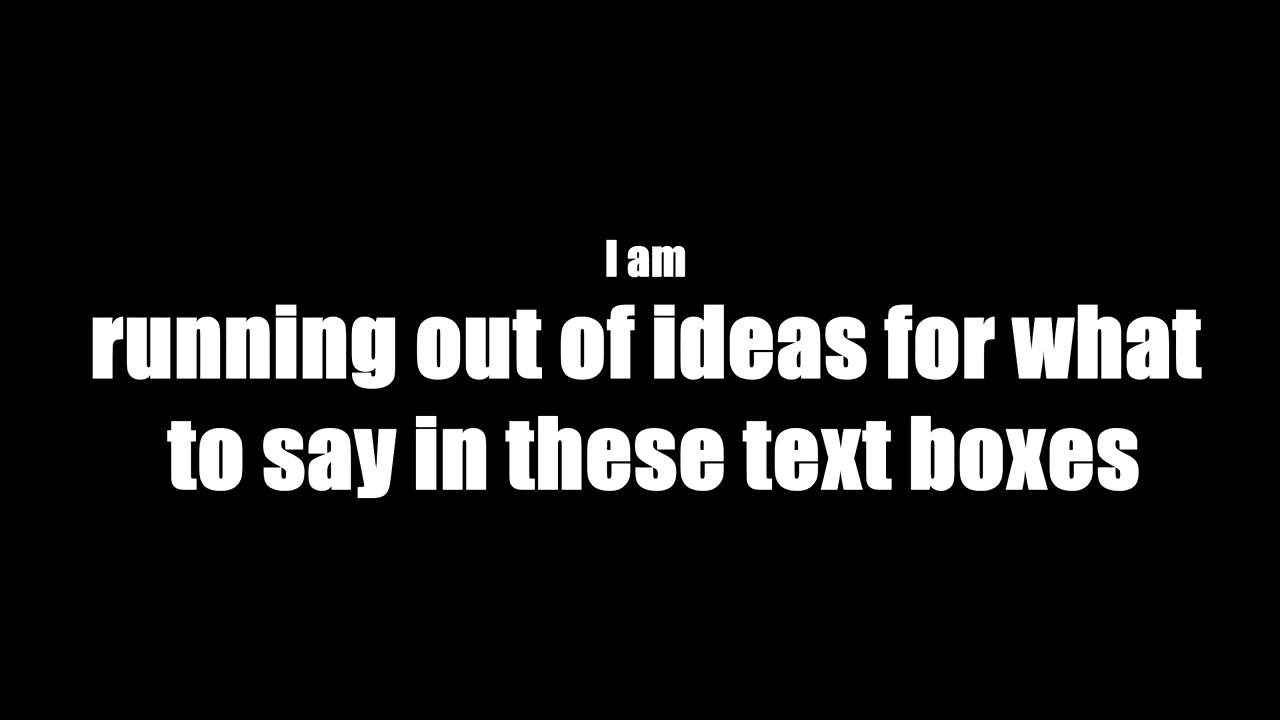 I am
running out of ideas for what
to say in these text boxes